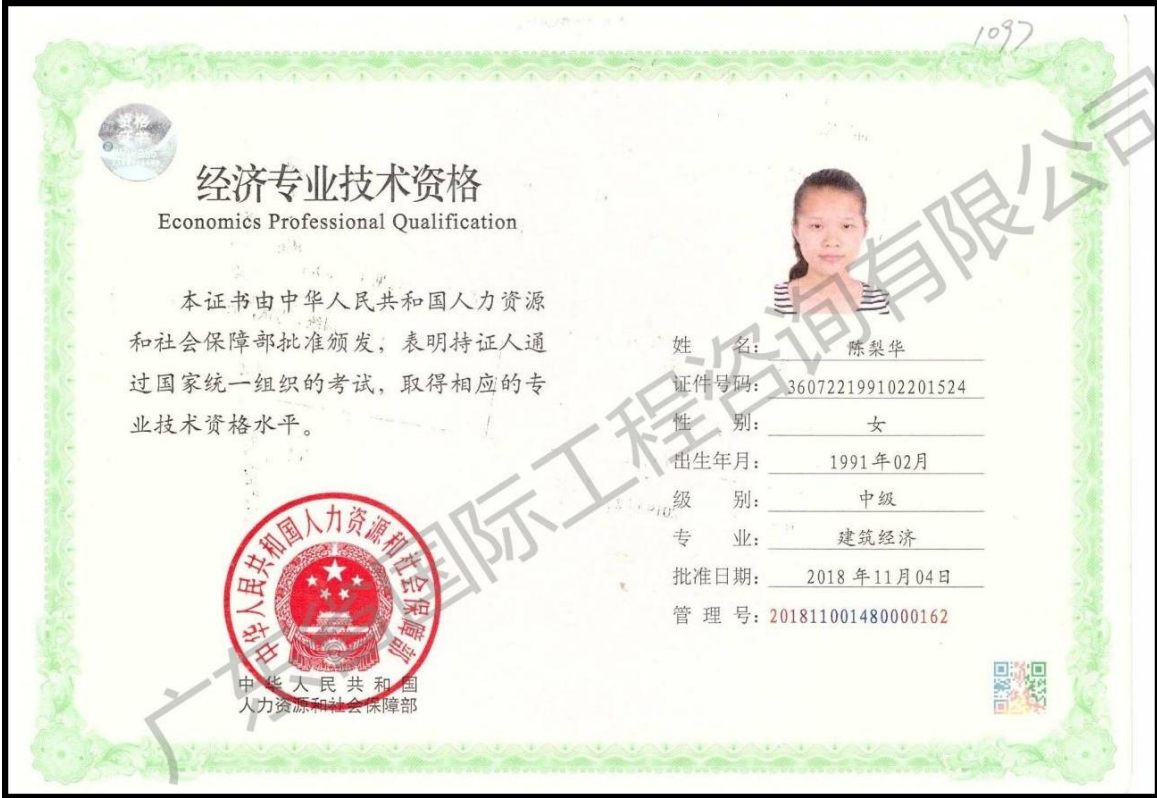 1097
资格
经济专业技术资格
Economics Professional Qualification
本证书由中华人民共和国人力资源
和社会保障部批准颁发，表明持证人通
过国家统一组织的考试，取得相应的专
业技术资格水平。
中华人民共和国人力资源和社会保障部
中华人民共和国
人力资源和社会保障部
姓 名： 陈梨华
证件号码： 360722199102201524
性 别： 女
出生年月： 1991年02月
级 别： 中级
专 业： 建筑经济
批准日期： 2018年11月04日
管 理 号：201811001480000162
广东省国际工程咨询有限公司